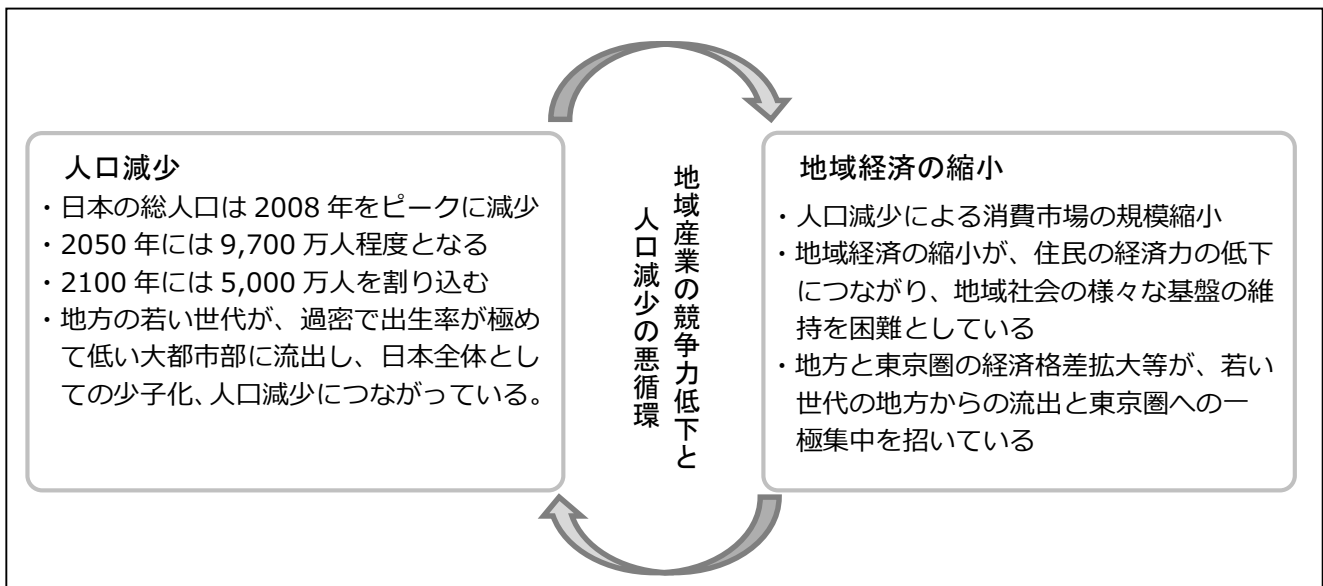 人口減少
・日本の総人口は 2008 年をピークに減少
・2050 年には 9,700 万人程度となる
・2100 年には 5,000 万人を割り込む
・地方の若い世代が、過密で出生率が極め
て低い大都市部に流出し、日本全体とし
ての少子化、人口減少につながっている。
地域産業の競争力低下と
人口減少の悪循環
地域経済の縮小
・人口減少による消費市場の規模縮小
・地域経済の縮小が、住民の経済力の低下
につながり、地域社会の様々な基盤の維
持を困難としている
・地方と東京圏の経済格差拡大等が、若い
世代の地方からの流出と東京圏への一
極集中を招いている